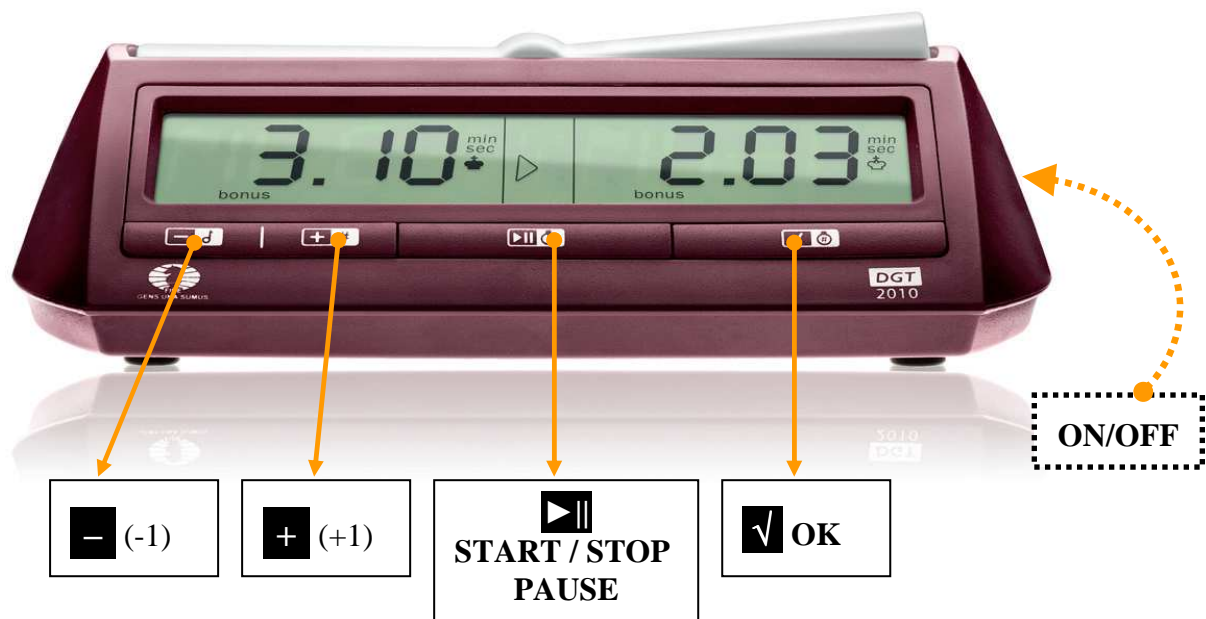 3.10 min
sec
bonus
2.03 min
sec
bonus
FIDE
GENS UNA SUMUS
DGT
2010
ON/OFF
– (-1)
+ (+1)
►||
START / STOP
PAUSE
√ OK